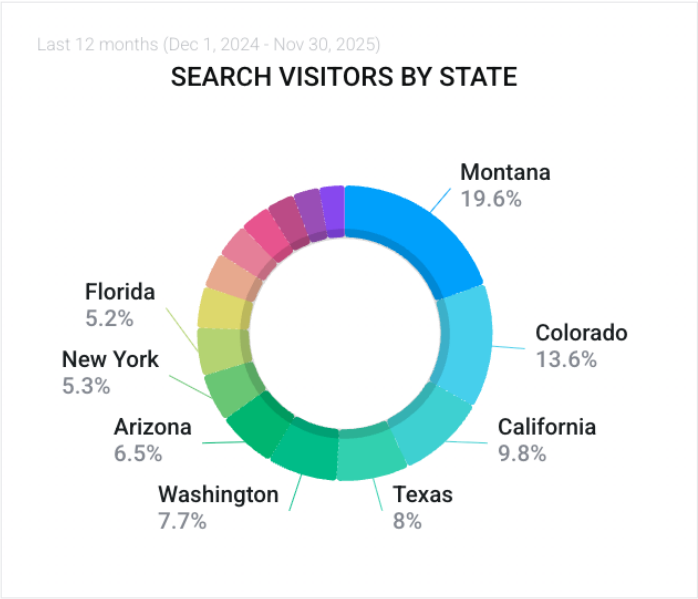 Last 12 months (Dec 1, 2024 - Nov 30, 2025)
SEARCH VISITORS BY STATE
Montana
19.6%
Colorado
13.6%
California
9.8%
Texas
8%
Washington
7.7%
Arizona
6.5%
New York
5.3%
Florida
5.2%